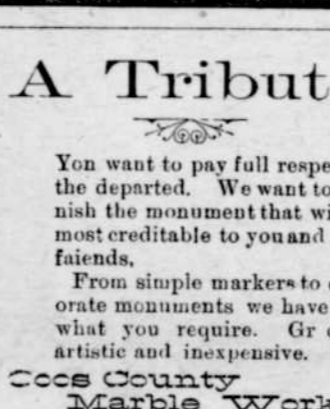 A Tribut
Yon want to pay full respe
the departed. We want to
nish the monument that wi
most creditable to you and
faiends,
From simple markers to e
orate monuments we have
what you require. Gr
artistic and inexpensive.
Coos County
Marble Work